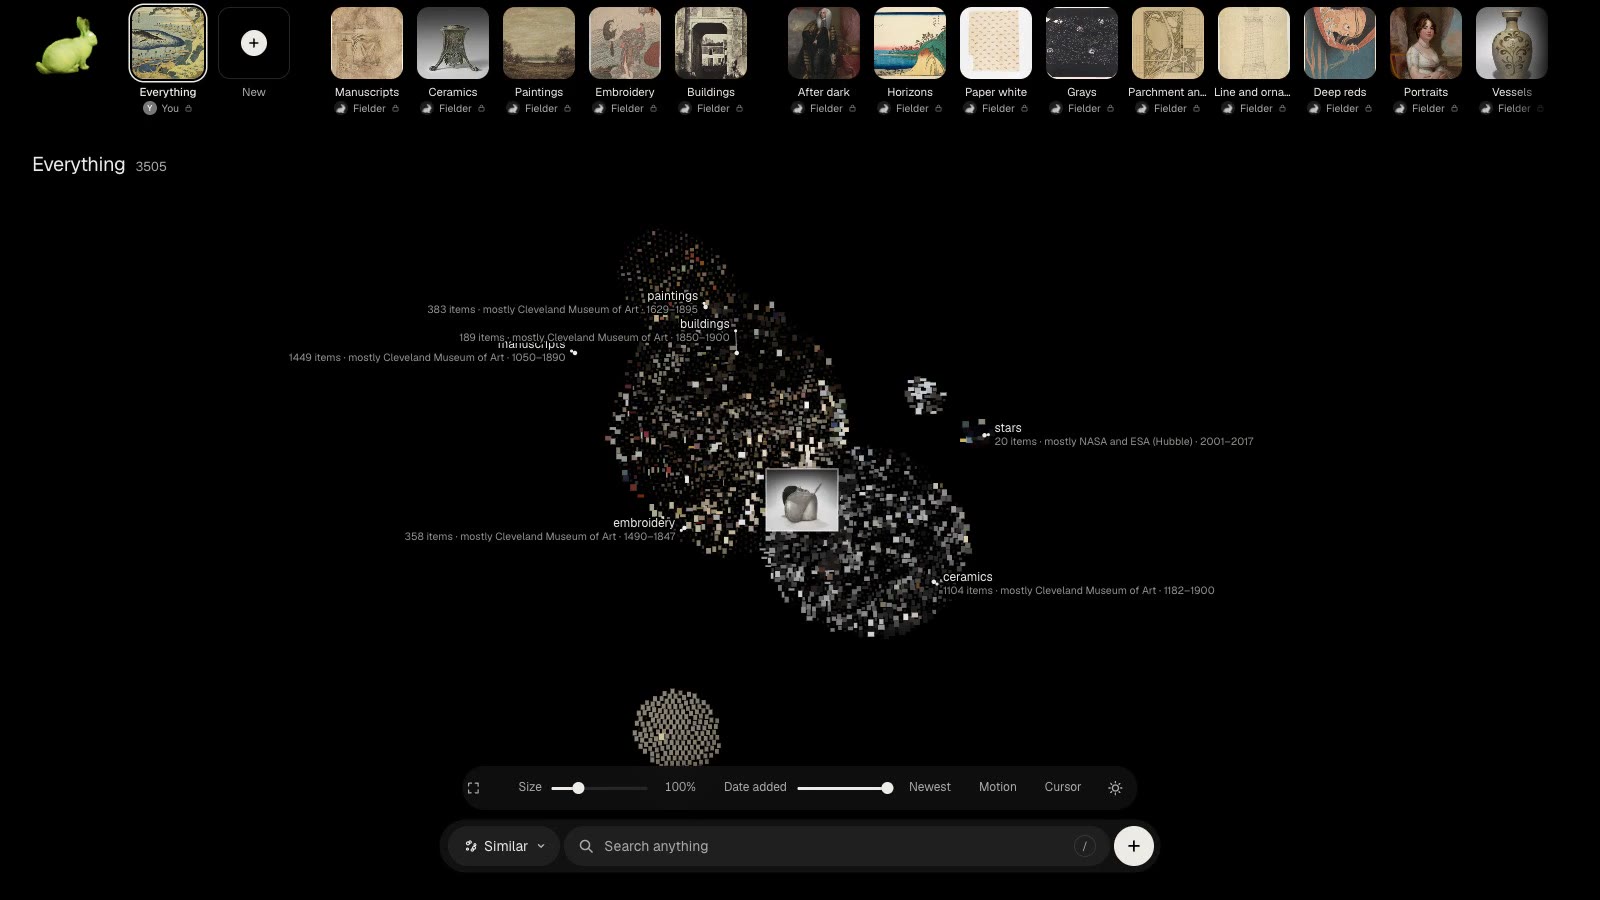 Everything
Y You
New
Manuscripts
Fielder
Ceramics
Fielder
Paintings
Fielder
Embroidery
Fielder
Buildings
Fielder
After dark
Fielder
Horizons
Fielder
Paper white
Fielder
Grays
Fielder
Parchment an...
Fielder
Line and orna...
Fielder
Deep reds
Fielder
Portraits
Fielder
Vessels
Fielder
Everything 3505
paintings
383 items · mostly Cleveland Museum of Art · 1629–1895
buildings
189 items · mostly Cleveland Museum of Art · 1850–1900
manuscripts
1449 items · mostly Cleveland Museum of Art · 1050–1890
stars
20 items · mostly NASA and ESA (Hubble) · 2001–2017
embroidery
358 items · mostly Cleveland Museum of Art · 1490–1847
ceramics
1104 items · mostly Cleveland Museum of Art · 1182–1900
Size 100% Date added Newest Motion Cursor
Similar Search anything /